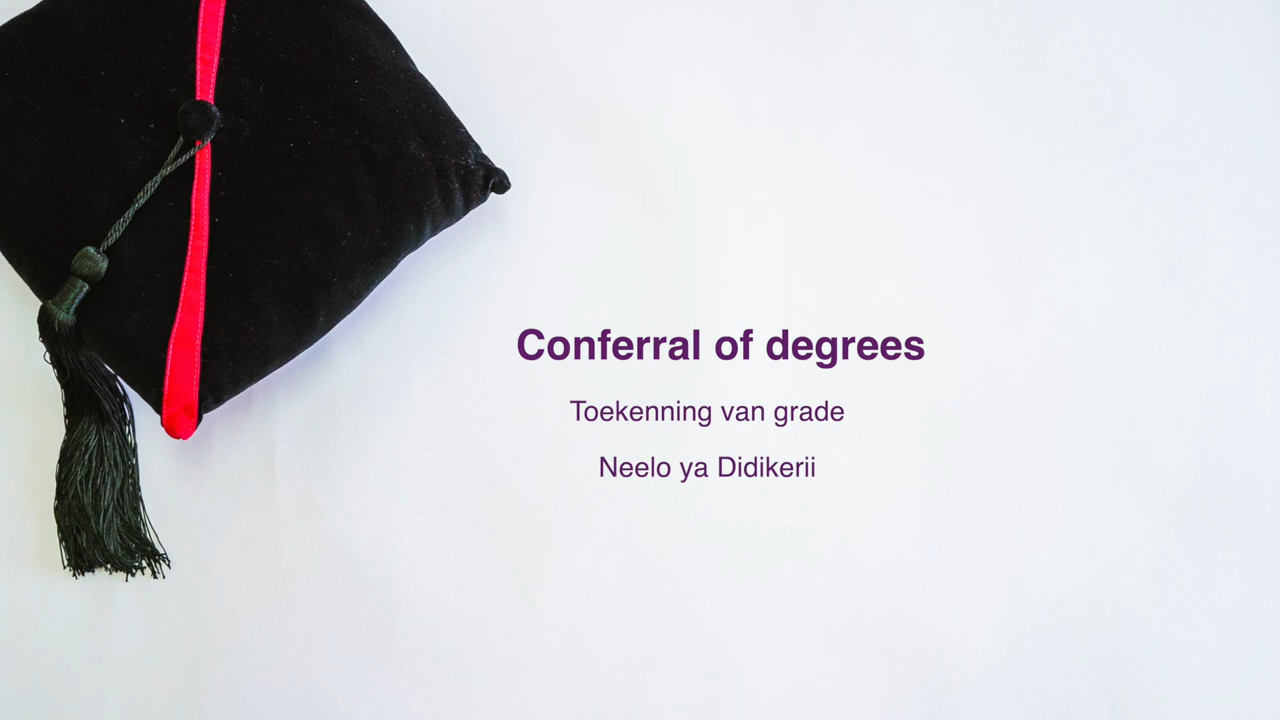 Conferral of degrees
Toekenning van grade
Neelo ya Didikerii